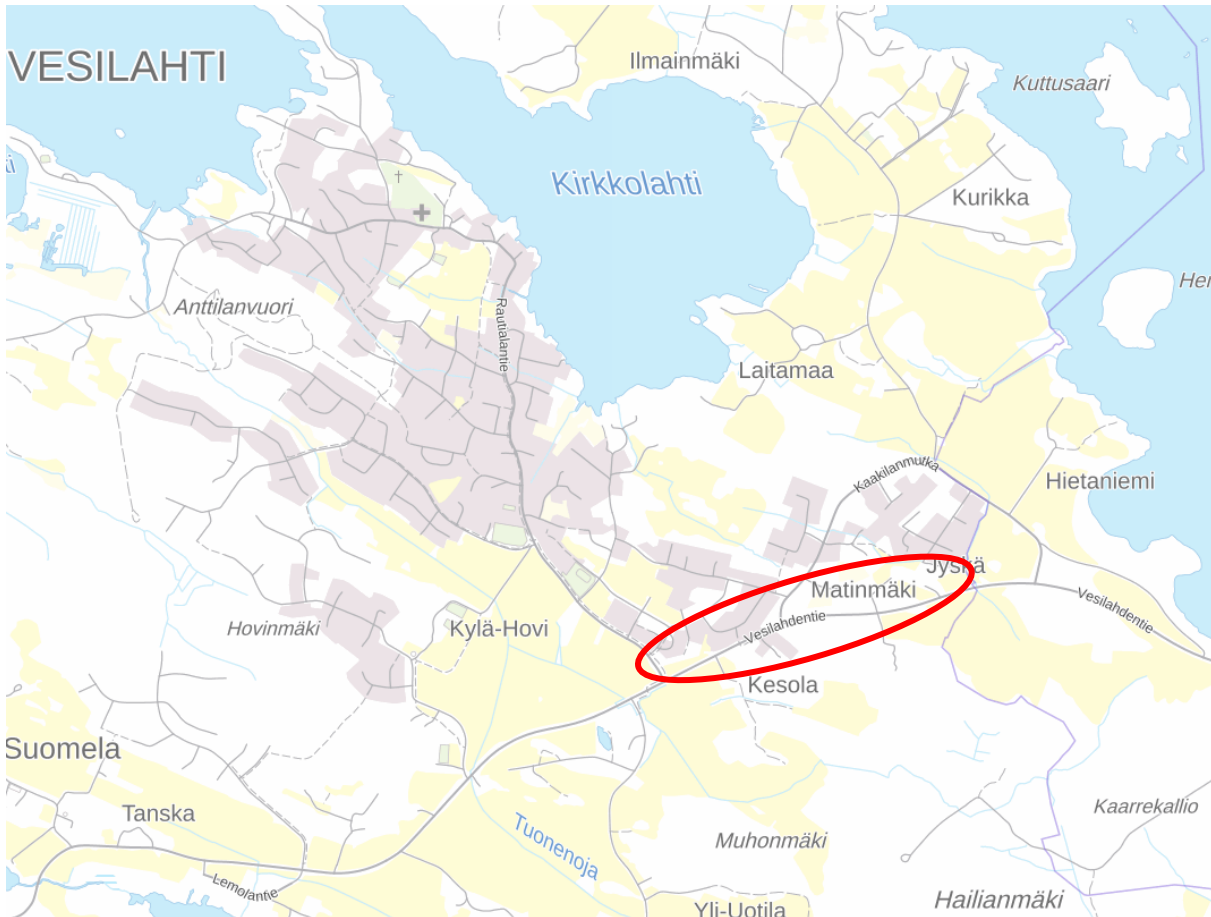 Ilmainmäki
VESILAHTI
Kuttusaari
Kirkkolahti
Kurikka
Anttilanvuori
Rautialantie
Laitamaa
Kaakilanmutka
Hietaniemi
Jyskä
Matinmäki
Vesilahdentie
Vesilahdentie
Hovinmäki
Kylä-Hovi
Kesola
Suomela
Tanska
Kaarrekallio
Tuonenoja
Muhonmäki
Lemolantie
Hailianmäki
Yli-Uotila